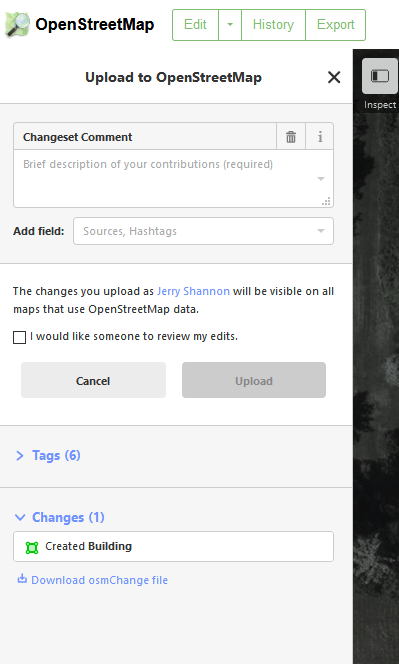 OpenStreetMap Edit History Export
Upload to OpenStreetMap
Inspect
Changeset Comment
Brief description of your contributions (required)
Add field: Sources, Hashtags
The changes you upload as Jerry Shannon will be visible on all
maps that use OpenStreetMap data.
I would like someone to review my edits.
Cancel Upload
Tags (6)
Changes (1)
Created Building
Download osmChange file